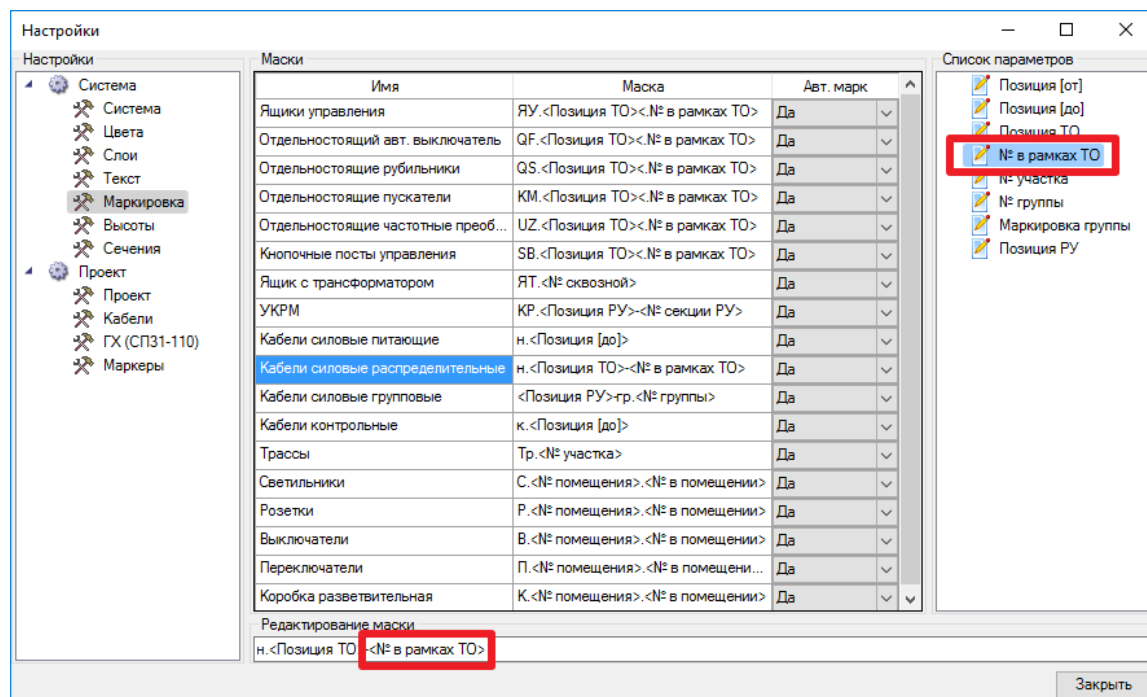 Настройки
Настройки
Система
Система
Цвета
Слои
Текст
Маркировка
Высоты
Сечения
Проект
Проект
Кабели
ГХ (СП31-110)
Маркеры
Маски
Имя Маска Авт. марк
Ящики управления ЯУ.<Позиция ТО><.№ в рамках ТО> Да
Отдельностоящий авт. выключатель QF.<Позиция ТО><.№ в рамках ТО> Да
Отдельностоящие рубильники QS.<Позиция ТО><.№ в рамках ТО> Да
Отдельностоящие пускатели KM.<Позиция ТО><.№ в рамках ТО> Да
Отдельностоящие частотные преоб... UZ.<Позиция ТО><.№ в рамках ТО> Да
Кнопочные посты управления SB.<Позиция ТО><.№ в рамках ТО> Да
Ящик с трансформатором ЯТ.<№ сквозной> Да
УКРМ КР.<Позиция РУ>-<№ секции РУ> Да
Кабели силовые питающие н.<Позиция [до]> Да
Кабели силовые распределительные н.<Позиция ТО>-<№ в рамках ТО> Да
Кабели силовые групповые <Позиция РУ>-гр.<№ группы> Да
Кабели контрольные к.<Позиция [до]> Да
Трассы Тр.<№ участка> Да
Светильники С.<№ помещения>.<№ в помещении> Да
Розетки Р.<№ помещения>.<№ в помещении> Да
Выключатели В.<№ помещения>.<№ в помещении> Да
Переключатели П.<№ помещения>.<№ в помещени... Да
Коробка разветвительная К.<№ помещения>.<№ в помещении> Да
Редактирование маски
н.<Позиция ТО>-<№ в рамках ТО>
Список параметров
Позиция [от]
Позиция [до]
Позиция ТО
№ в рамках ТО
№ участка
№ группы
Маркировка группы
Позиция РУ
Закрыть